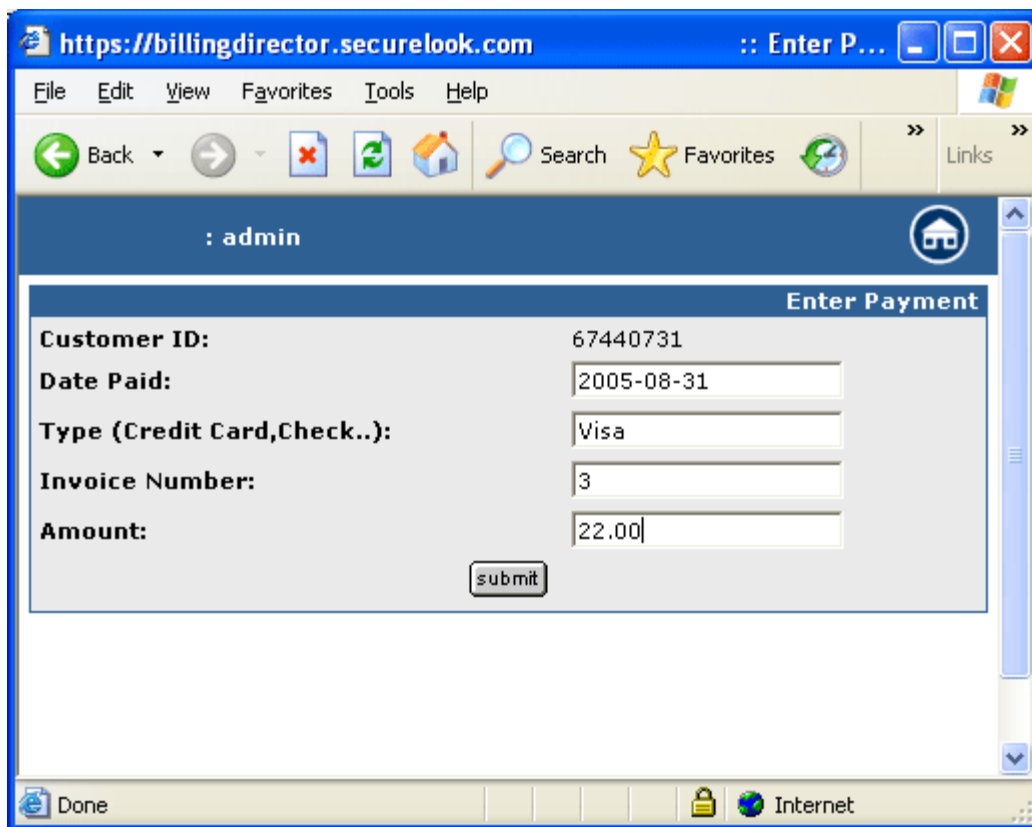 https://billingdirector.securelook.com :: Enter P...
File Edit View Favorites Tools Help
Back Search Favorites Links
: admin
Enter Payment
Customer ID: 67440731
Date Paid: 2005-08-31
Type (Credit Card,Check..): Visa
Invoice Number: 3
Amount: 22.00
submit
Done Internet